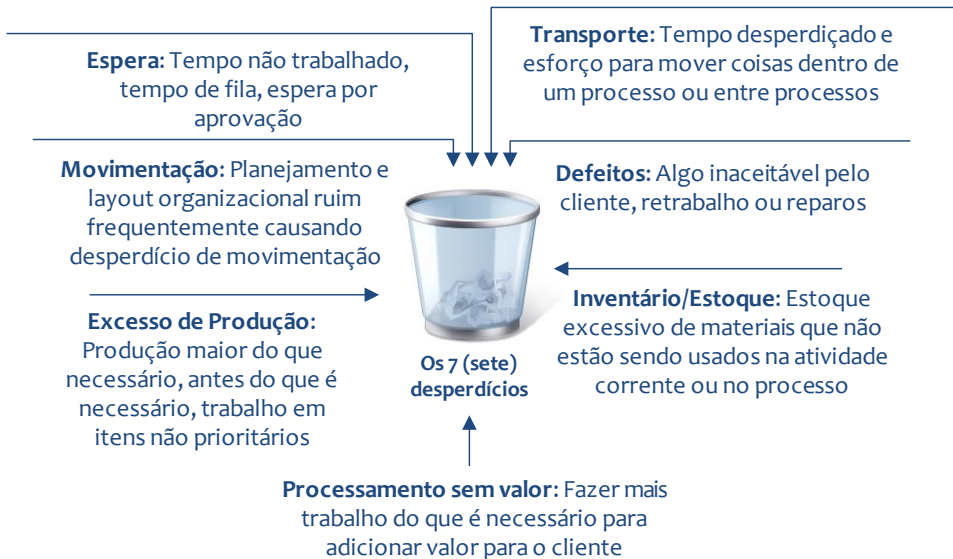 Espera: Tempo não trabalhado,
tempo de fila, espera por
aprovação
Transporte: Tempo desperdiçado e
esforço para mover coisas dentro de
um processo ou entre processos
Movimentação: Planejamento e
layout organizacional ruim
frequentemente causando
desperdício de movimentação
Defeitos: Algo inaceitável pelo
cliente, retrabalho ou reparos
Excesso de Produção:
Produção maior do que
necessário, antes do que é
necessário, trabalho em
itens não prioritários
Inventário/Estoque: Estoque
excessivo de materiais que não
estão sendo usados na atividade
corrente ou no processo
Os 7 (sete)
desperdícios
Processamento sem valor: Fazer mais
trabalho do que é necessário para
adicionar valor para o cliente